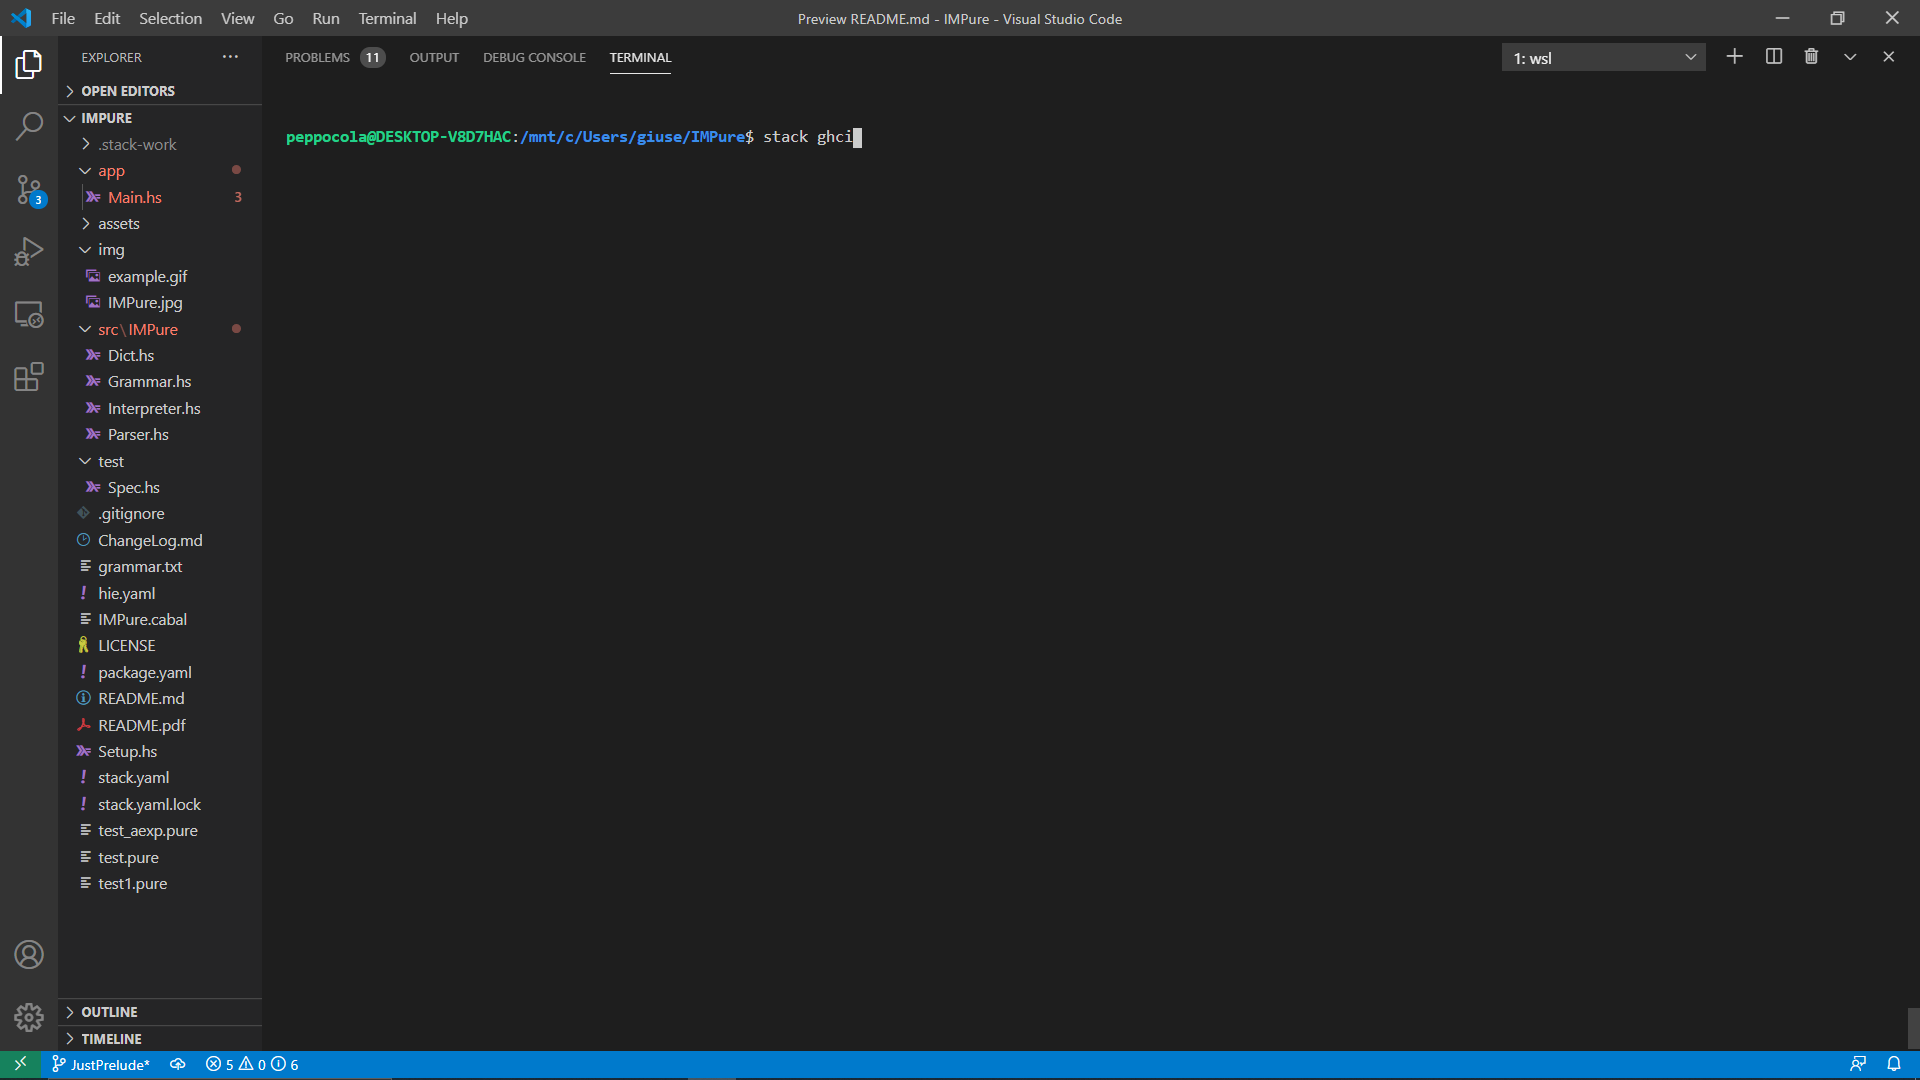 File Edit Selection View Go Run Terminal Help
Preview README.md - IMPure - Visual Studio Code
EXPLORER
PROBLEMS 11 OUTPUT DEBUG CONSOLE TERMINAL
1: wsl
OPEN EDITORS
IMPURE
.stack-work
app
Main.hs 3
assets
img
example.gif
IMPure.jpg
src\IMPure
Dict.hs
Grammar.hs
Interpreter.hs
Parser.hs
test
Spec.hs
.gitignore
ChangeLog.md
grammar.txt
hie.yaml
IMPure.cabal
LICENSE
package.yaml
README.md
README.pdf
Setup.hs
stack.yaml
stack.yaml.lock
test_aexp.pure
test.pure
test1.pure
OUTLINE
TIMELINE
peppocola@DESKTOP-V8D7HAC:/mnt/c/Users/giuse/IMPure$ stack ghci
3
JustPrelude* 5 0 6